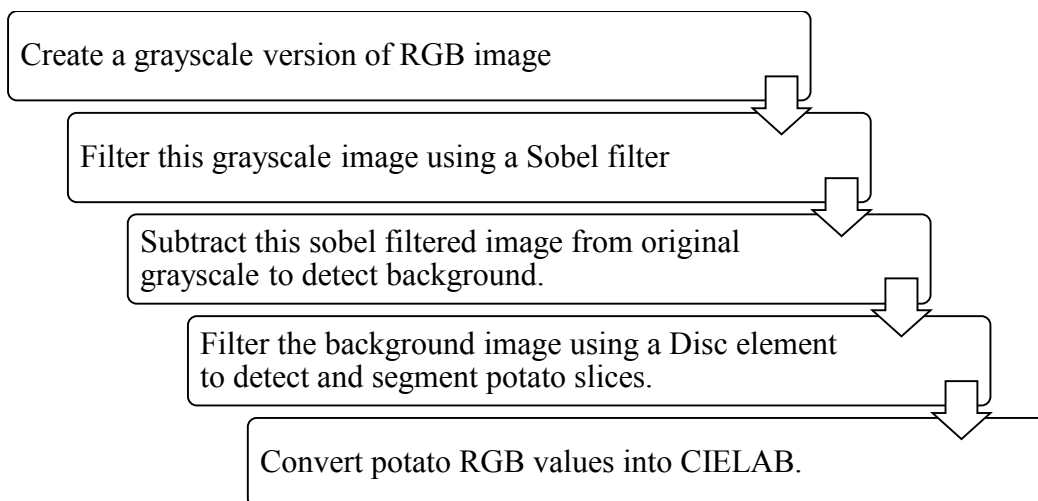 Create a grayscale version of RGB image
Filter this grayscale image using a Sobel filter
Subtract this sobel filtered image from original
grayscale to detect background.
Filter the background image using a Disc element
to detect and segment potato slices.
Convert potato RGB values into CIELAB.